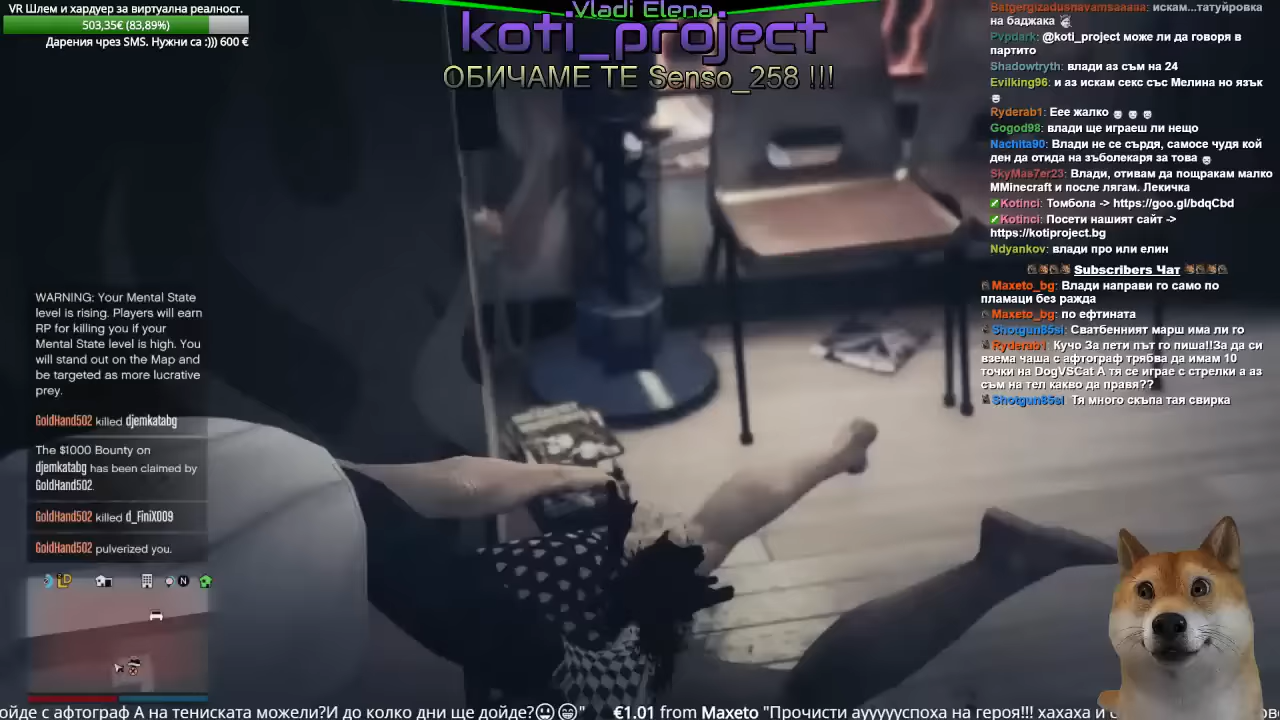 VR Шлем и хардуер за виртуална реалност.
503,35€ (83,89%)
Дарения чрез SMS. Нужни са :))) 600 €
Vladi Elena
koti_project
ОБИЧАМЕ ТЕ Senso_258 !!!
Batgergizadusnavamsaaaaa: искам...татуировка
на баджака
Pvpdark: @koti_project може ли да говоря в
партито
Shadowtryth: влади аз съм на 24
Evilking96: и аз искам секс със Мелина но язък
Ryderab1: Еее жалко
Gogod98: влади ще играеш ли нещо
Nachita90: Влади не се сърдя, самосе чудя кой
ден да отида на зъболекаря за това
SkyMas7er23: Влади, отивам да пощракам малко
MMinecraft и после лягам. Лекичка
Kotinci: Томбола -> https://goo.gl/bdqCbd
Kotinci: Посети нашият сайт ->
https://kotiproject.bg
Ndyankov: влади про или елин
Subscribers Чат
Maxeto_bg: Влади направи го само по
пламаци без ражда
Maxeto_bg: по ефтината
Shotgun85sl: Сватбенният марш има ли го
Ryderab1: Кучо За пети път го пиша!!За да си
взема чаша с афтограф трябва да имам 10
точки на DogVSCat А тя се играе с стрелки а аз
съм на тел какво да правя??
Shotgun85sl: Тя много скъпа тая свирка
WARNING: Your Mental State
level is rising. Players will earn
RP for killing you if your
Mental State level is high. You
will stand out on the Map and
be targeted as more lucrative
prey.
GoldHand502 killed djemkatabg
The $1000 Bounty on
djemkatabg has been claimed by
GoldHand502.
GoldHand502 killed d_FiniX009
GoldHand502 pulverized you.
N
ойде с афтограф А на тениската можели?И до колко дни ще дойде?😃😁" €1.01 from Maxeto "Прочисти ауууууспоха на героя!!! хахаха и с